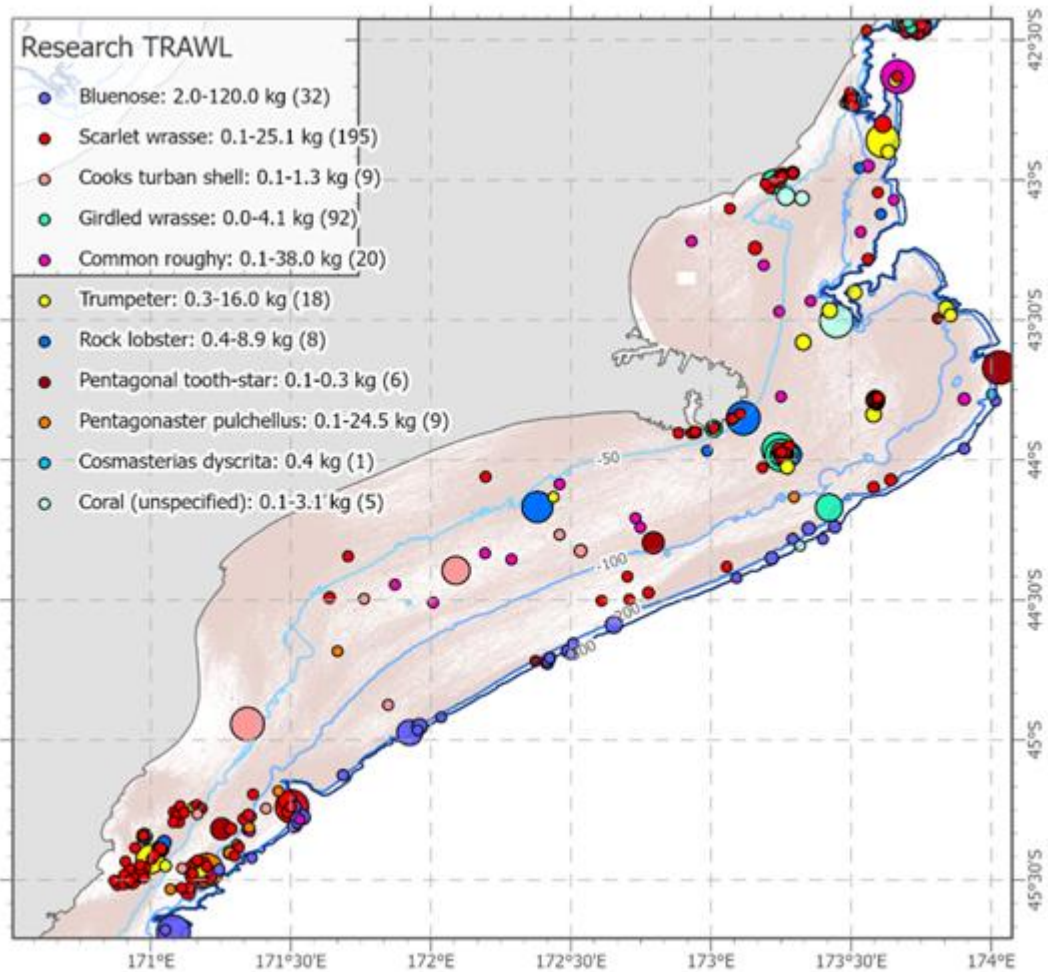 Research TRAWL
Bluenose: 2.0-120.0 kg (32)
Scarlet wrasse: 0.1-25.1 kg (195)
Cooks turban shell: 0.1-1.3 kg (9)
Girdled wrasse: 0.0-4.1 kg (92)
Common roughy: 0.1-38.0 kg (20)
Trumpeter: 0.3-16.0 kg (18)
Rock lobster: 0.4-8.9 kg (8)
Pentagonal tooth-star: 0.1-0.3 kg (6)
Pentagonaster pulchellus: 0.1-24.5 kg (9)
Cosmasterias dyscrita: 0.4 kg (1)
Coral (unspecified): 0.1-3.1 kg (5)
-50
-100
-200
42°30'S
43°S
43°30'S
44°S
44°30'S
45°S
45°30'S
171°E
171°30'E
172°E
172°30'E
173°E
173°30'E
174°E